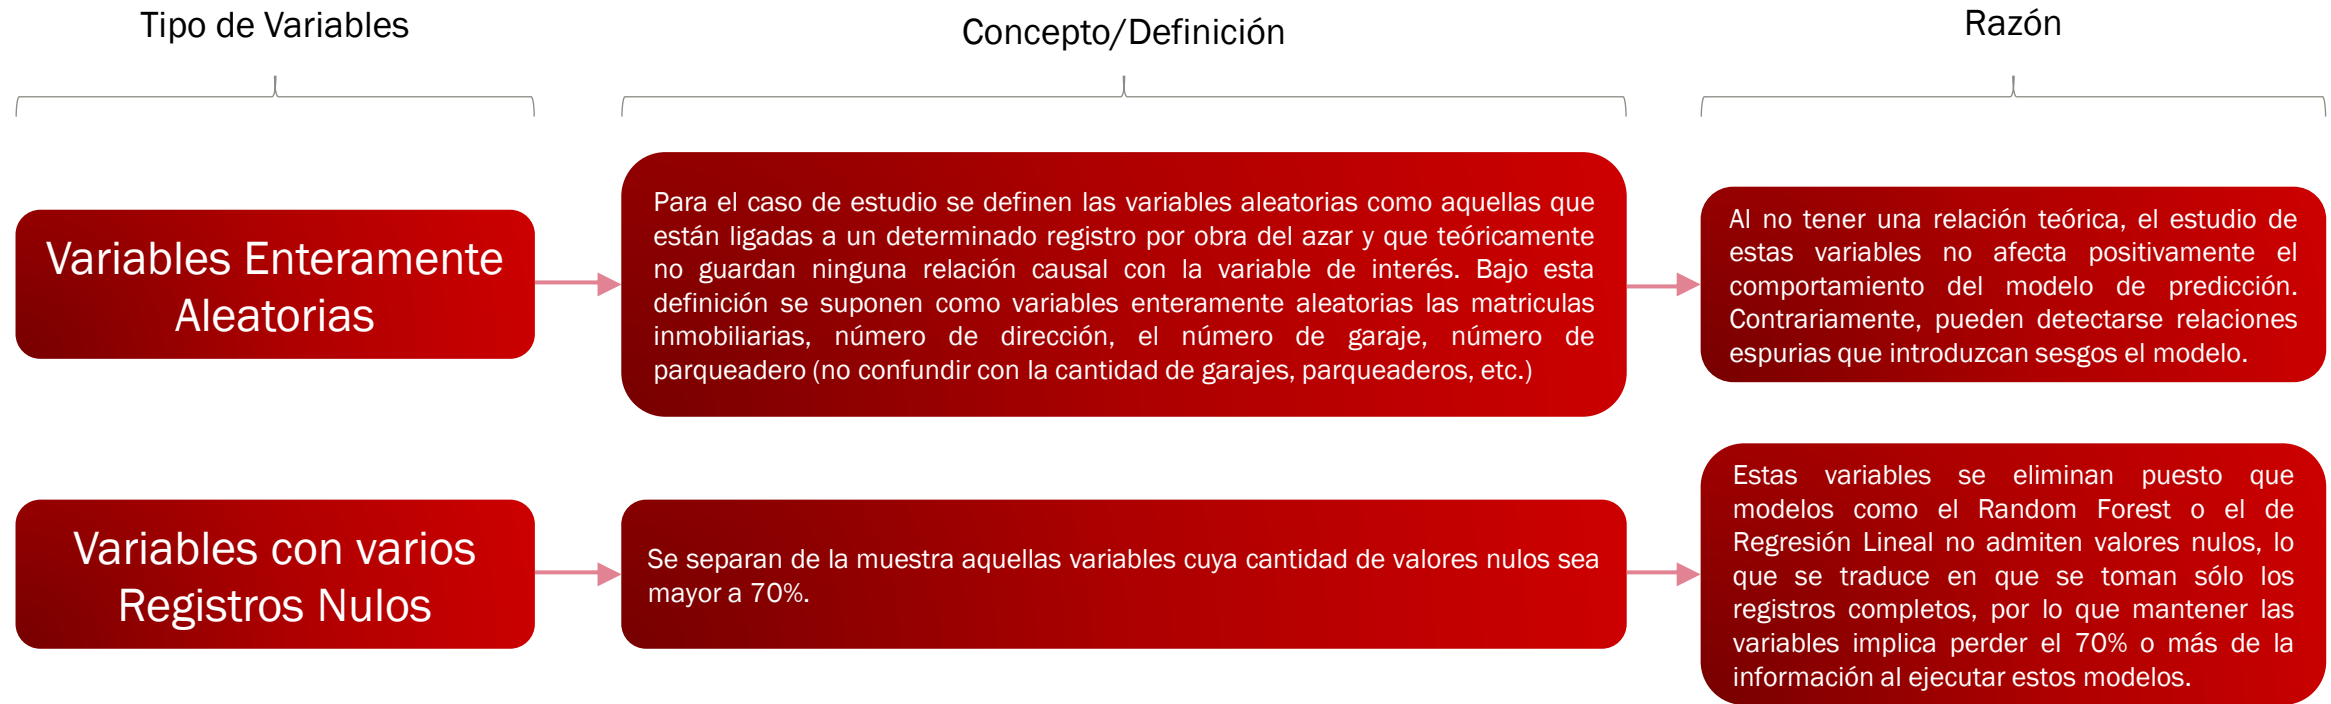 Tipo de Variables
Concepto/Definición
Razón
Variables Enteramente
Aleatorias
Para el caso de estudio se definen las variables aleatorias como aquellas que
están ligadas a un determinado registro por obra del azar y que teóricamente
no guardan ninguna relación causal con la variable de interés. Bajo esta
definición se suponen como variables enteramente aleatorias las matriculas
inmobiliarias, número de dirección, el número de garaje, número de
parqueadero (no confundir con la cantidad de garajes, parqueaderos, etc.)
Al no tener una relación teórica, el estudio de
estas variables no afecta positivamente el
comportamiento del modelo de predicción.
Contrariamente, pueden detectarse relaciones
espurias que introduzcan sesgos el modelo.
Variables con varios
Registros Nulos
Se separan de la muestra aquellas variables cuya cantidad de valores nulos sea
mayor a 70%.
Estas variables se eliminan puesto que
modelos como el Random Forest o el de
Regresión Lineal no admiten valores nulos, lo
que se traduce en que se toman sólo los
registros completos, por lo que mantener las
variables implica perder el 70% o más de la
información al ejecutar estos modelos.